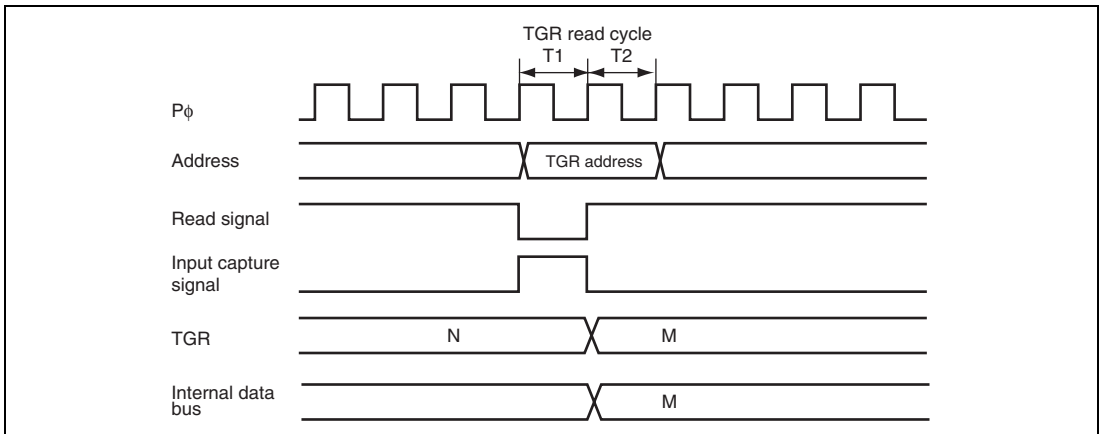 TGR read cycle
T1 T2
Pϕ
Address
TGR address
Read signal
Input capture
signal
TGR
N
M
Internal data
bus
M